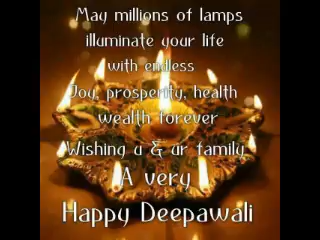 May millions of lamps
illuminate your life
with endless
Joy, prosperity, health
wealth forever
Wishing u & ur family
A very
Happy Deepawali